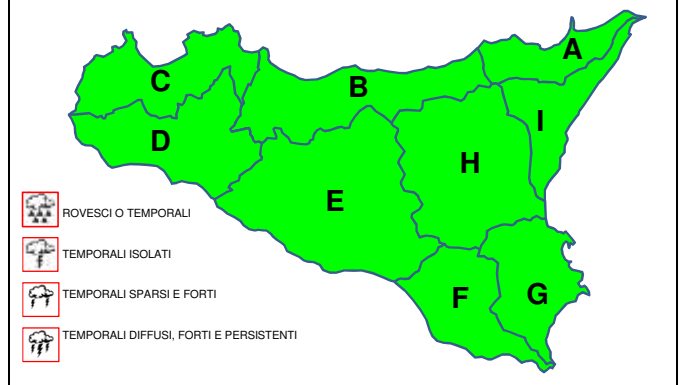 A
C
B
I
D
H
E
ROVESCI O TEMPORALI
TEMPORALI ISOLATI
F
G
TEMPORALI SPARSI E FORTI
TEMPORALI DIFFUSI, FORTI E PERSISTENTI